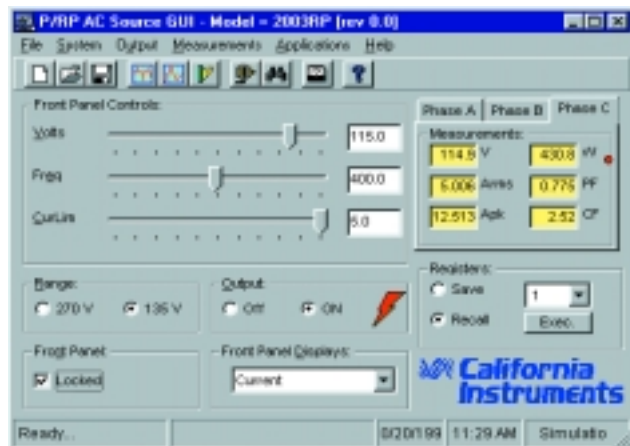 P/RP AC Source GUI - Model = 2003RP (rev 0.0)
File System Output Measurements Applications Help
Front Panel Controls:
Volts 115.0
Freq 400.0
CurLim 5.0
Phase A Phase B Phase C
Measurements:
114.9 V 430.8 W
5.006 Arms 0.775 PF
12.513 Apk 2.52 CF
Range:
270 V 135 V
Output:
Off ON
Registers:
Save 1
Recall Exec.
Front Panel:
Locked
Front Panel Displays:
Current
California
Instruments
Ready... 11:29 AM Simulatio